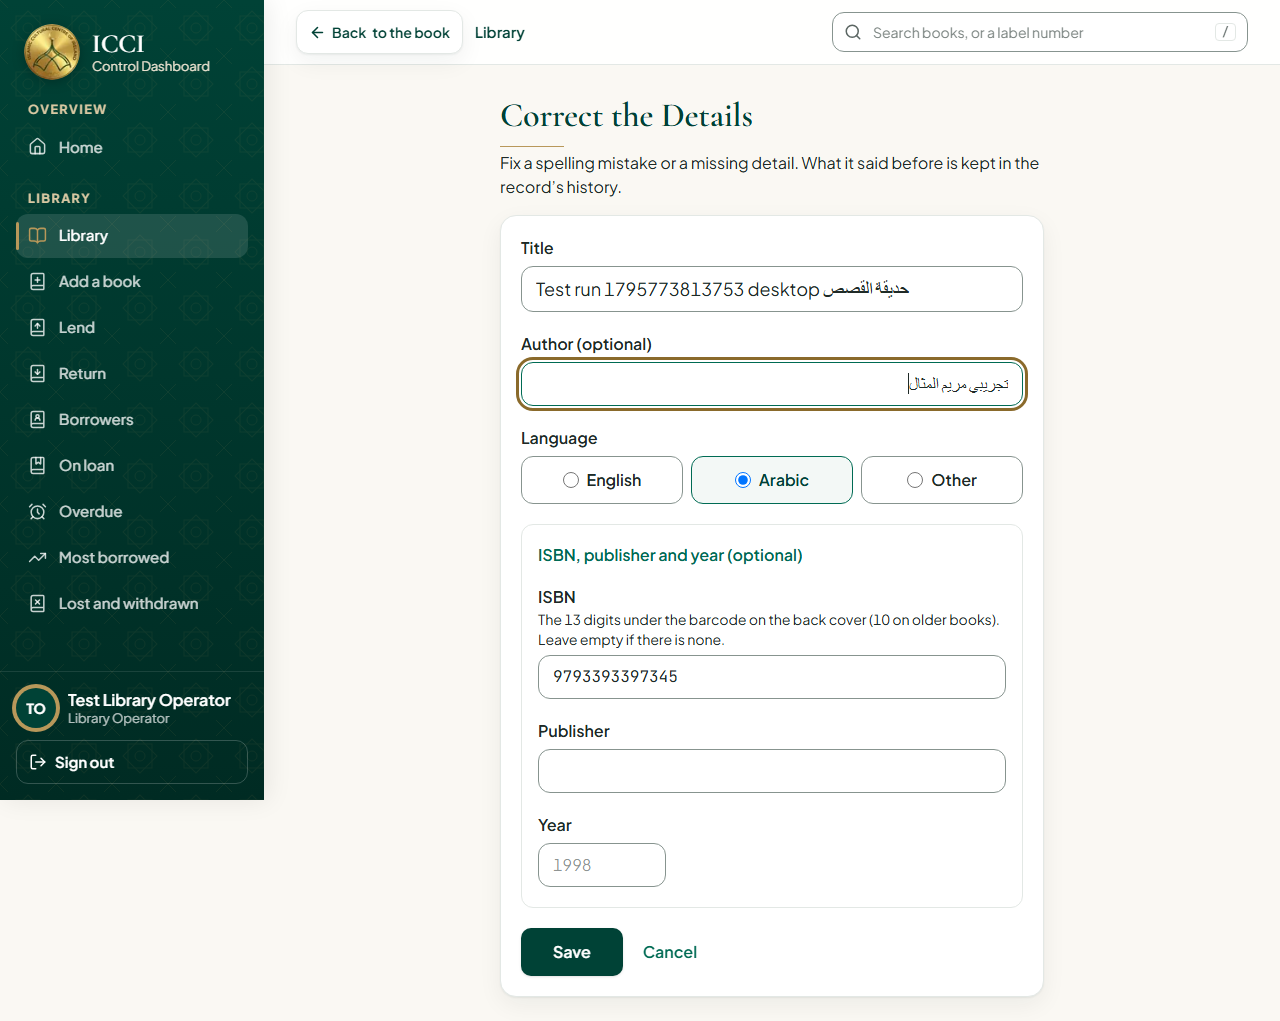 ICCI
Control Dashboard
OVERVIEW
Home
LIBRARY
Library
Add a book
Lend
Return
Borrowers
On loan
Overdue
Most borrowed
Lost and withdrawn
TO
Test Library Operator
Library Operator
Sign out
Back to the book
Library
Search books, or a label number
/
Correct the Details
Fix a spelling mistake or a missing detail. What it said before is kept in the
record’s history.
Title
Test run 1795773813753 desktop حديقة القصص
Author (optional)
تجريبي مريم المثال
Language
English
Arabic
Other
ISBN, publisher and year (optional)
ISBN
The 13 digits under the barcode on the back cover (10 on older books).
Leave empty if there is none.
9793393397345
Publisher
Year
1998
Save
Cancel